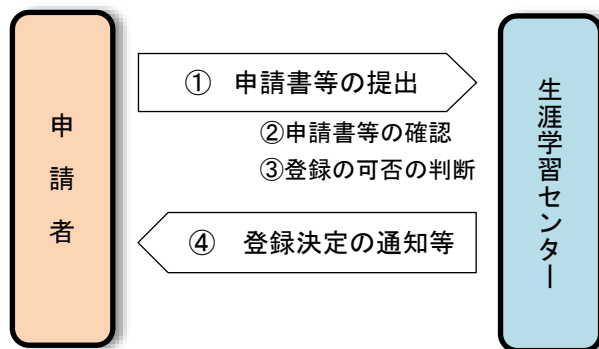 申請者
① 申請書等の提出
②申請書等の確認
③登録の可否の判断
④ 登録決定の通知等
生涯学習センター